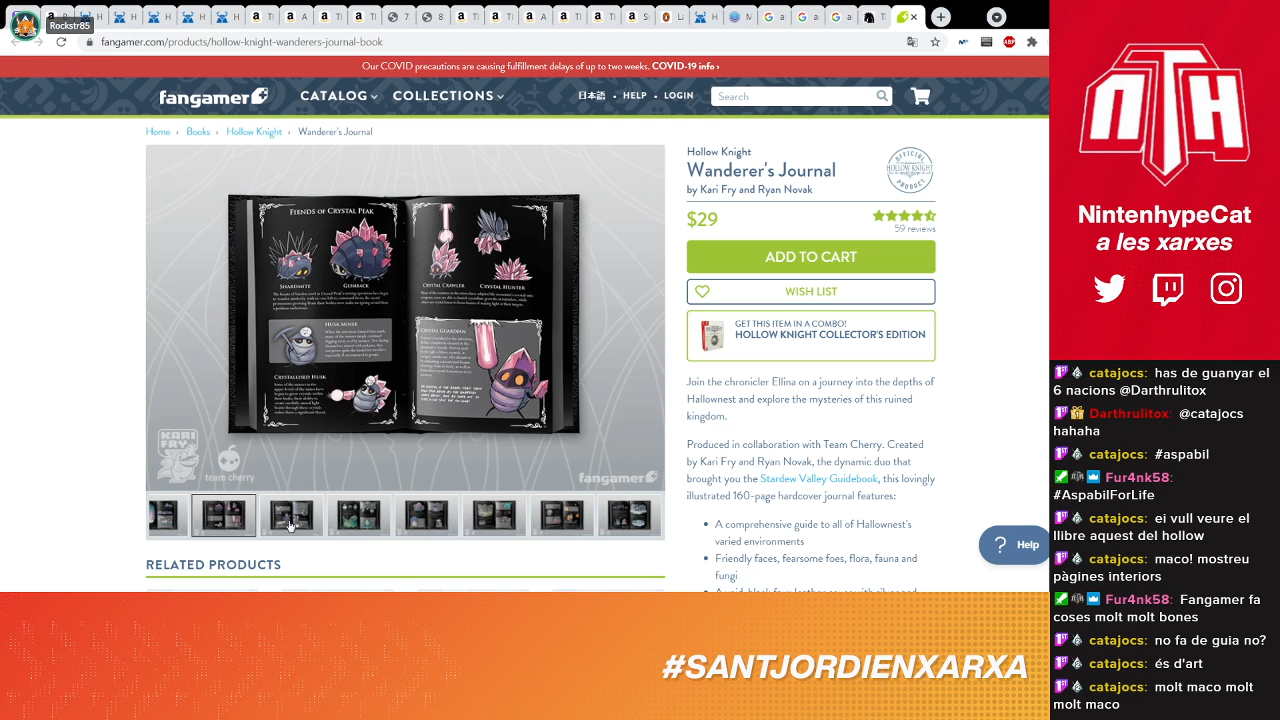 Rockstr85
fangamer.com/products/hollow-knight-wanderers-journal-book
Our COVID precautions are causing fulfillment delays of up to two weeks. COVID-19 info ›
fangamer
CATALOG
COLLECTIONS
日本語 • HELP • LOGIN
Search
Home › Books › Hollow Knight › Wanderer's Journal
FIENDS OF CRYSTAL PEAK
SHARDMITE
GLIMBACK
HUSK MINER
CRYSTALLISED HUSK
CRYSTAL CRAWLER
CRYSTAL HUNTER
CRYSTAL GUARDIAN
KARI FRY
team cherry
fangamer
Hollow Knight
Wanderer's Journal
by Kari Fry and Ryan Novak
OFFICIAL
HOLLOW KNIGHT
PRODUCT
$29
59 reviews
ADD TO CART
WISH LIST
GET THIS ITEM IN A COMBO!
HOLLOW KNIGHT COLLECTOR'S EDITION
Join the chronicler Ellina on a journey into the depths of
Hallownest and explore the mysteries of this ruined
kingdom.
Produced in collaboration with Team Cherry. Created
by Kari Fry and Ryan Novak, the dynamic duo that
brought you the Stardew Valley Guidebook, this lovingly
illustrated 160-page hardcover journal features:
• A comprehensive guide to all of Hallownest's
varied environments
• Friendly faces, fearsome foes, flora, fauna and
fungi
? Help
RELATED PRODUCTS
#SANTJORDIENXARXA
NTH
NintenhypeCat
a les xarxes
catajocs: has de guanyar el
6 nacions @Darthrulitox
Darthrulitox: @catajocs
hahaha
catajocs: #aspabil
Fur4nk58:
#AspabilForLife
catajocs: ei vull veure el
llibre aquest del hollow
catajocs: maco! mostreu
pàgines interiors
Fur4nk58: Fangamer fa
coses molt molt bones
catajocs: no fa de guia no?
catajocs: és d'art
catajocs: molt maco molt
molt maco